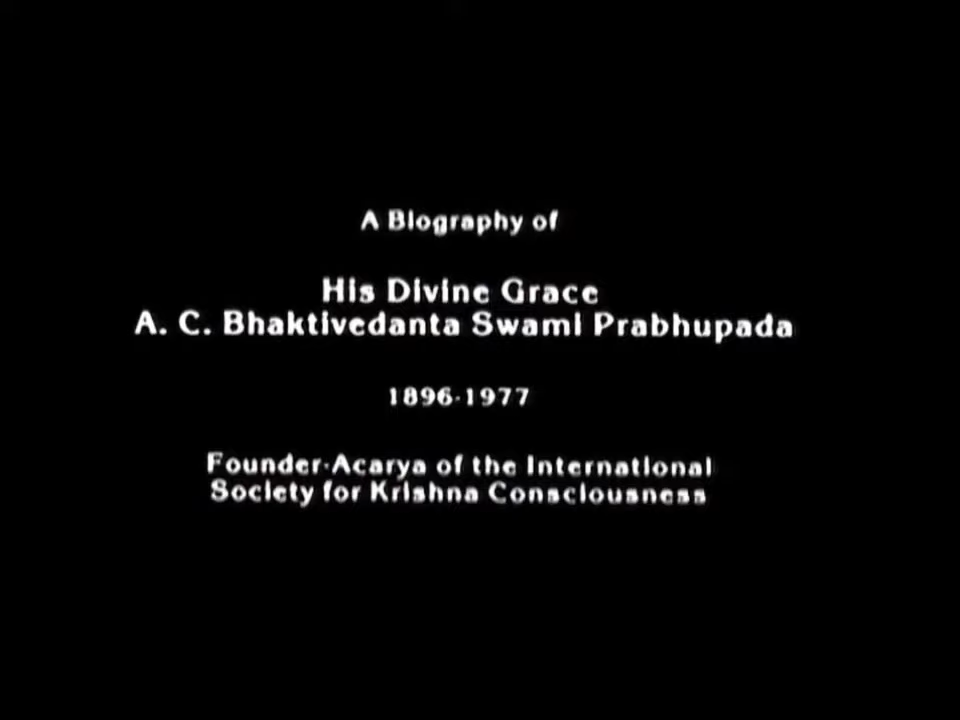 A Biography of
His Divine Grace
A. C. Bhaktivedanta Swami Prabhupada
1896-1977
Founder-Acarya of the International
Society for Krishna Consciousness